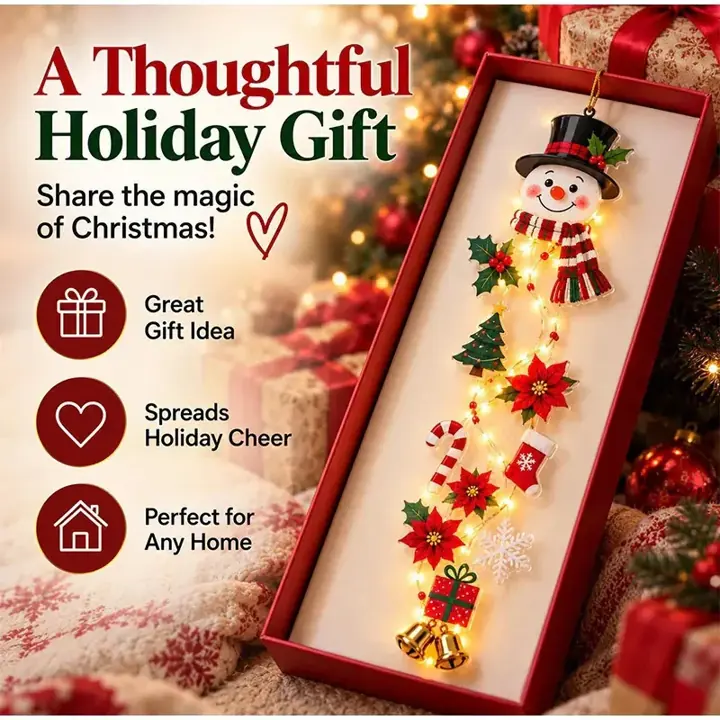 A Thoughtful
Holiday Gift
Share the magic
of Christmas!
Great
Gift Idea
Spreads
Holiday Cheer
Perfect for
Any Home